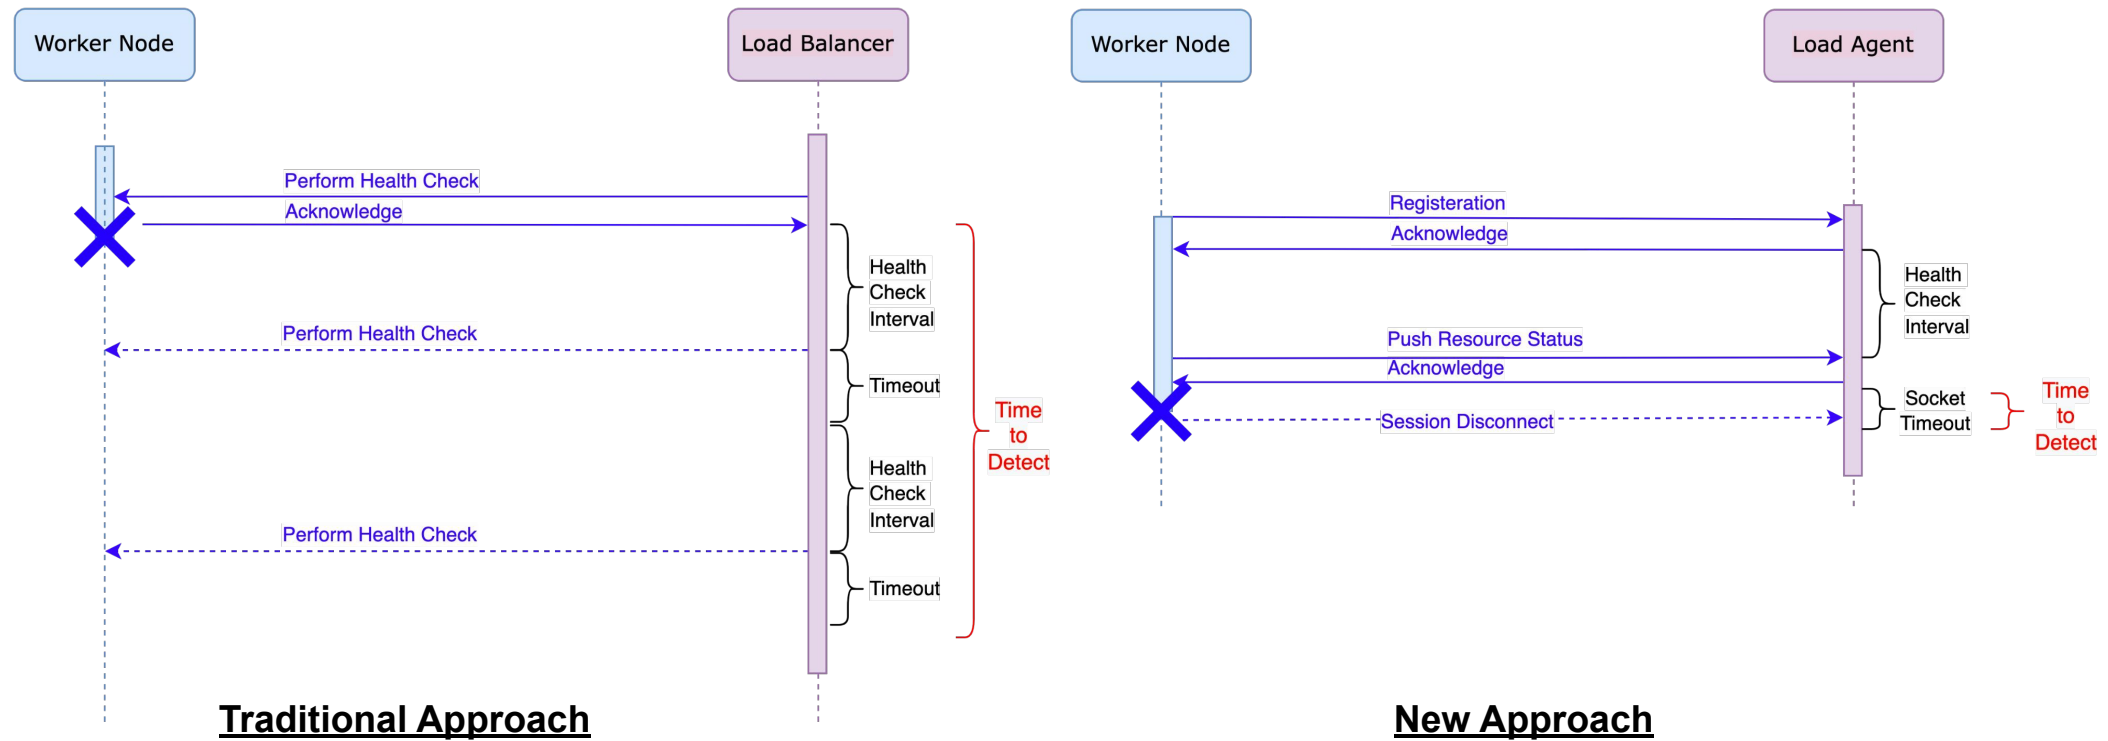 Worker Node
Load Balancer
Perform Health Check
Acknowledge
Health
Check
Interval
Perform Health Check
Timeout
Time
to
Detect
Health
Check
Interval
Perform Health Check
Timeout
Traditional Approach
Worker Node
Load Agent
Registeration
Acknowledge
Health
Check
Interval
Push Resource Status
Acknowledge
Socket
Timeout
Time
to
Detect
Session Disconnect
New Approach